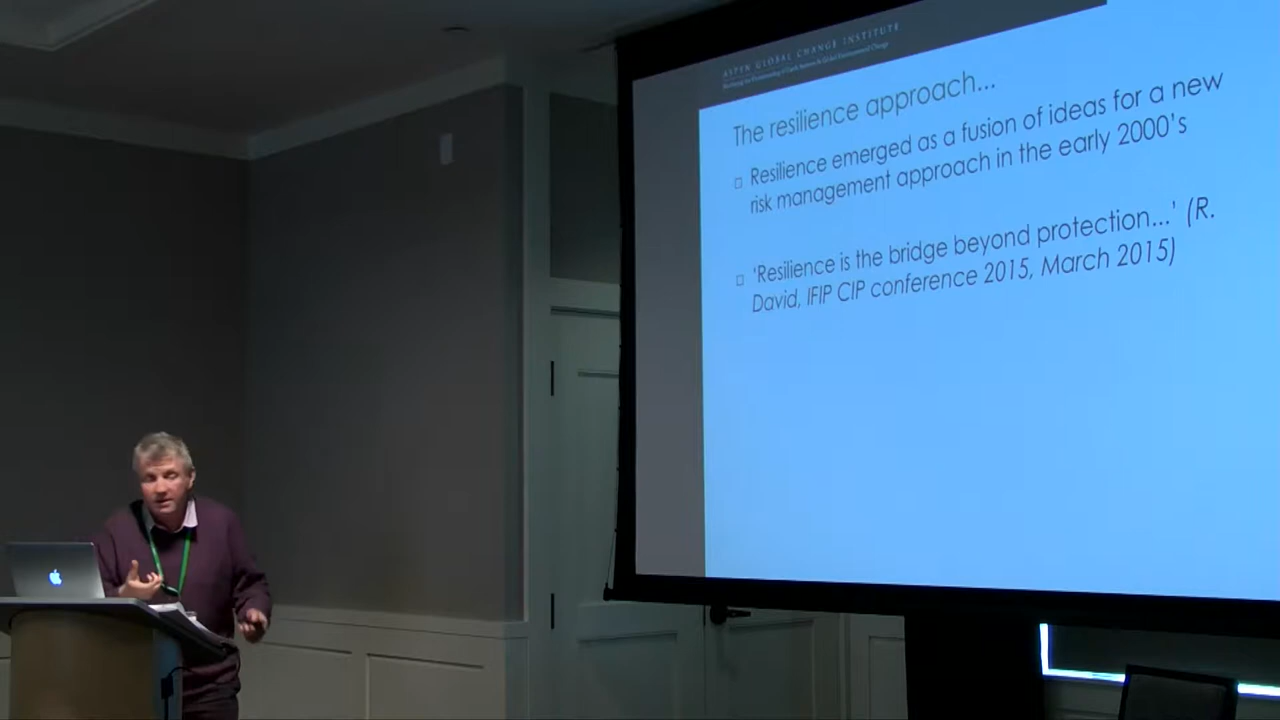 ASPEN GLOBAL CHANGE INSTITUTE
The resilience approach...
Resilience emerged as a fusion of ideas for a new
risk management approach in the early 2000's
'Resilience is the bridge beyond protection...' (R.
David, IFIP CIP conference 2015, March 2015)